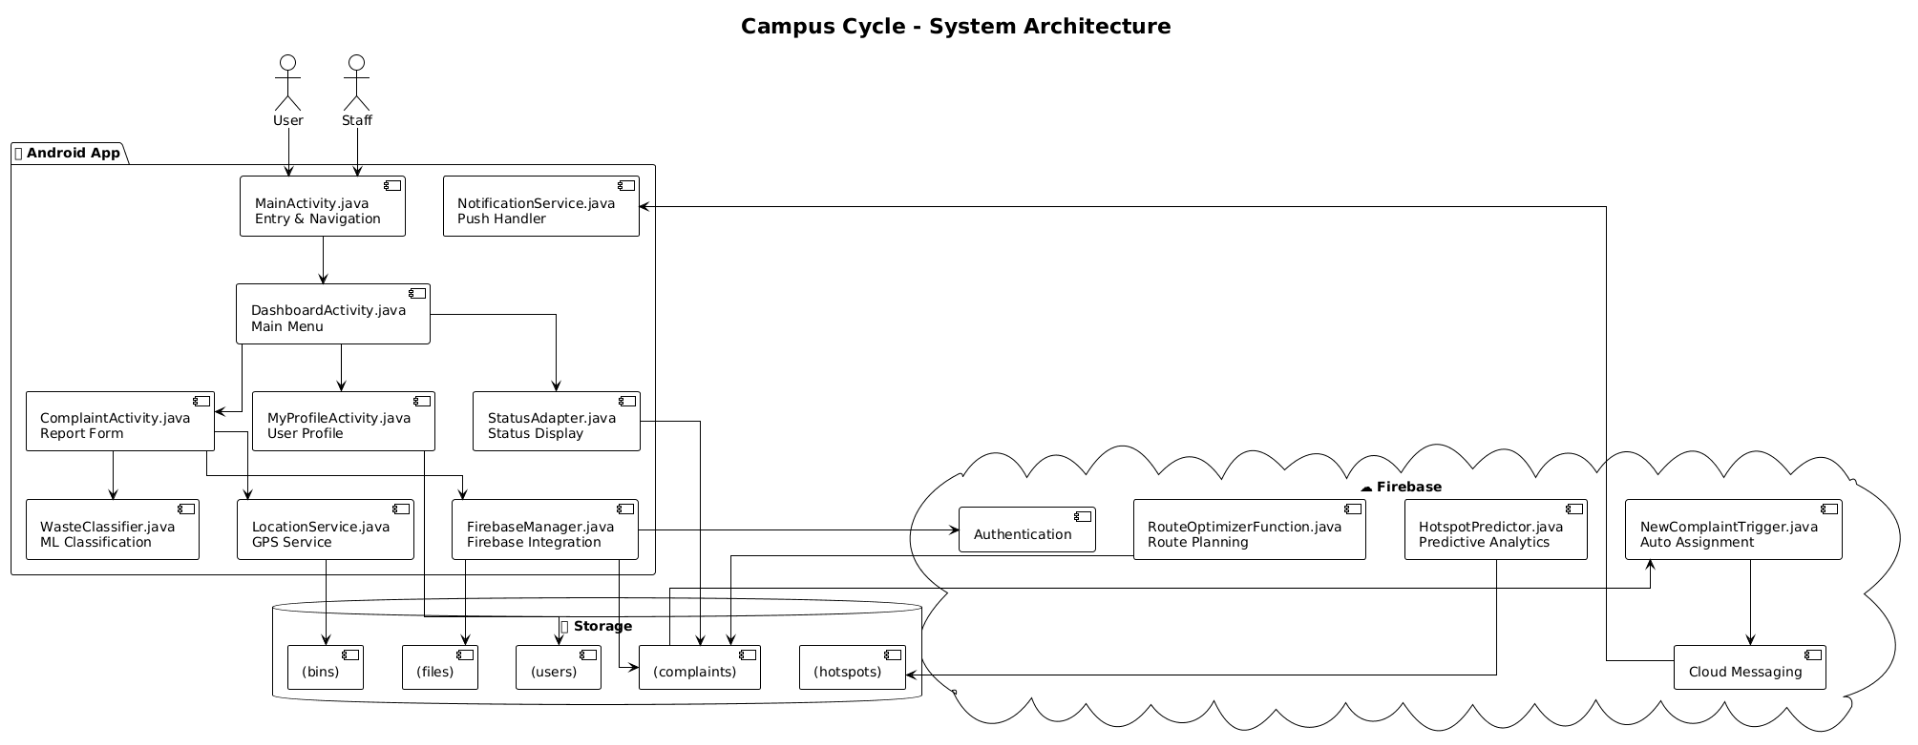 Campus Cycle - System Architecture
User
Staff
Android App
MainActivity.java
Entry & Navigation
NotificationService.java
Push Handler
DashboardActivity.java
Main Menu
ComplaintActivity.java
Report Form
MyProfileActivity.java
User Profile
StatusAdapter.java
Status Display
WasteClassifier.java
ML Classification
LocationService.java
GPS Service
FirebaseManager.java
Firebase Integration
☁ Firebase
Authentication
RouteOptimizerFunction.java
Route Planning
HotspotPredictor.java
Predictive Analytics
NewComplaintTrigger.java
Auto Assignment
Storage
(bins)
(files)
(users)
(complaints)
(hotspots)
Cloud Messaging